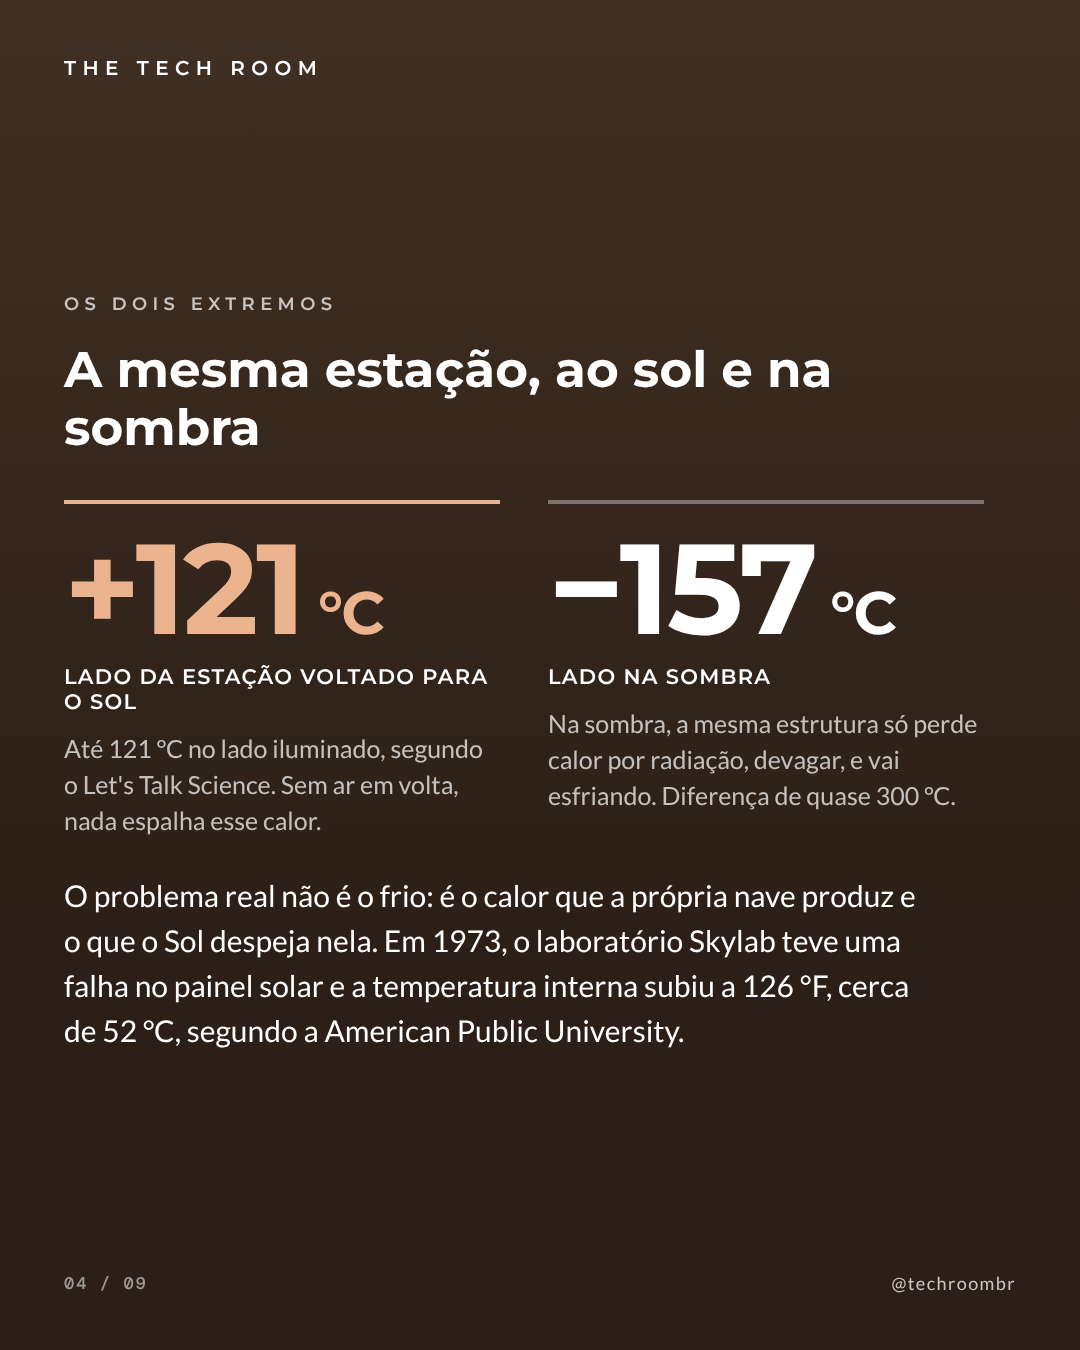 THE TECH ROOM
OS DOIS EXTREMOS
A mesma estação, ao sol e na
sombra
+121 °C
LADO DA ESTAÇÃO VOLTADO PARA
O SOL
Até 121 °C no lado iluminado, segundo
o Let's Talk Science. Sem ar em volta,
nada espalha esse calor.
−157 °C
LADO NA SOMBRA
Na sombra, a mesma estrutura só perde
calor por radiação, devagar, e vai
esfriando. Diferença de quase 300 °C.
O problema real não é o frio: é o calor que a própria nave produz e
o que o Sol despeja nela. Em 1973, o laboratório Skylab teve uma
falha no painel solar e a temperatura interna subiu a 126 °F, cerca
de 52 °C, segundo a American Public University.
04 / 09
@techroombr